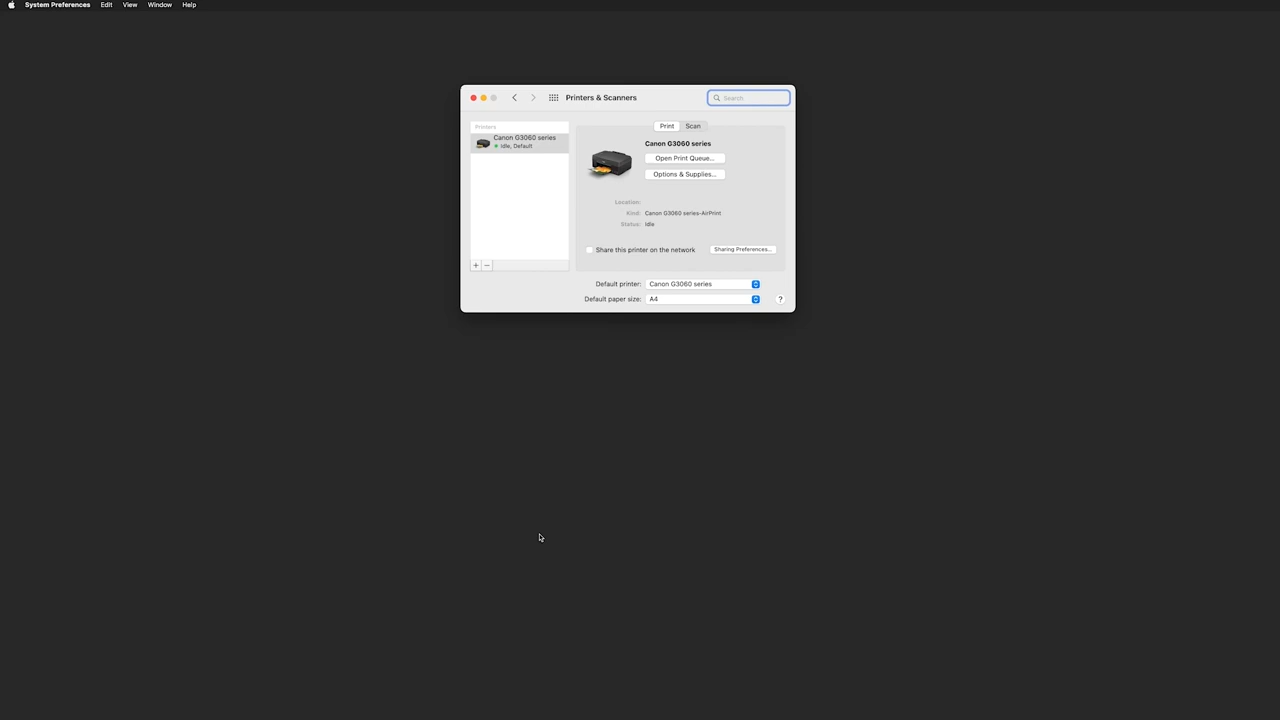 System Preferences Edit View Window Help
Printers & Scanners
Search
Printers
Canon G3060 series
Idle, Default
Print Scan
Canon G3060 series
Open Print Queue...
Options & Supplies...
Location:
Kind: Canon G3060 series-AirPrint
Status: Idle
Share this printer on the network Sharing Preferences...
+ −
Default printer: Canon G3060 series
Default paper size: A4 ?